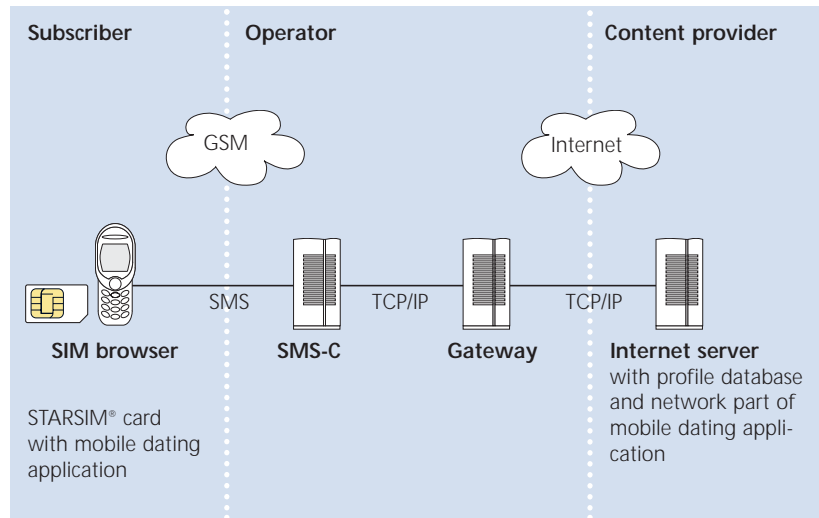 Subscriber
Operator
Content provider
GSM
Internet
SMS
TCP/IP
TCP/IP
SIM browser
SMS-C
Gateway
Internet server
with profile database
and network part of
mobile dating appli-
cation
STARSIM® card
with mobile dating
application